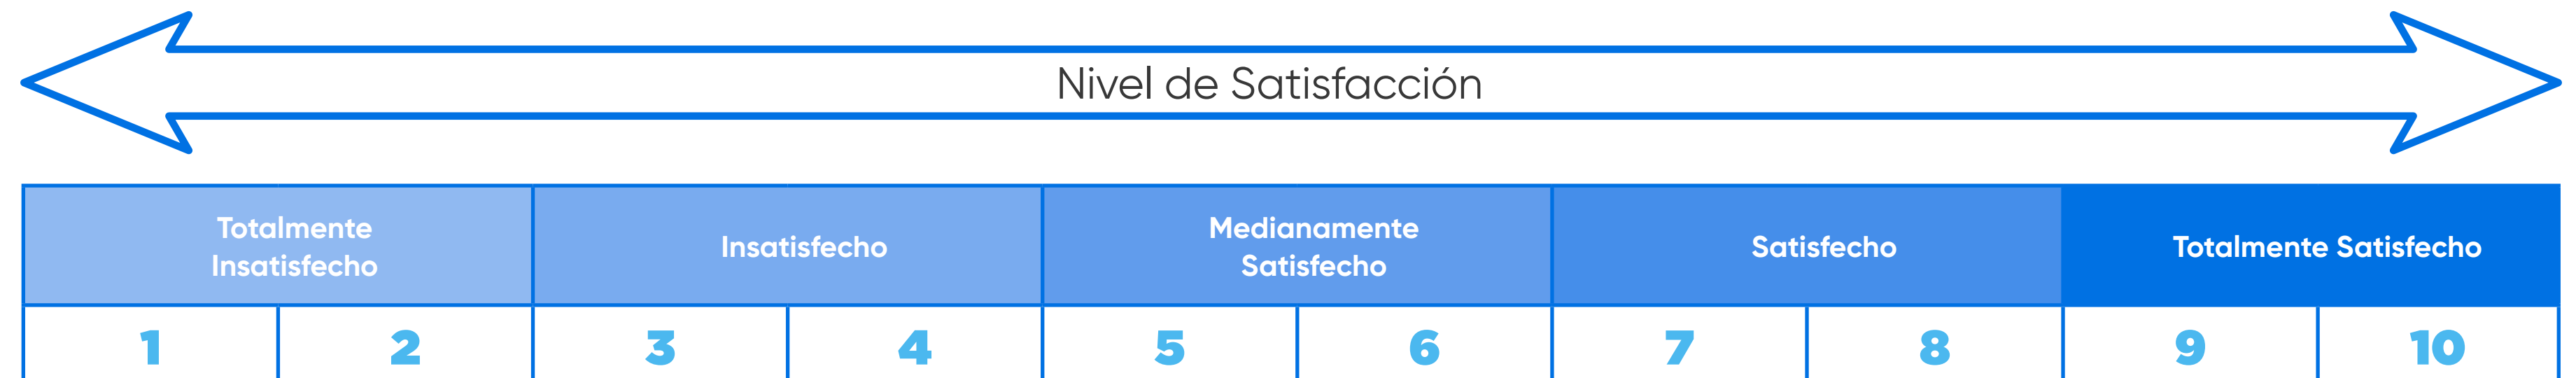 Nivel de Satisfacción
Totalmente
Insatisfecho
Insatisfecho
Medianamente
Satisfecho
Satisfecho
Totalmente Satisfecho
1 2 3 4 5 6 7 8 9 10